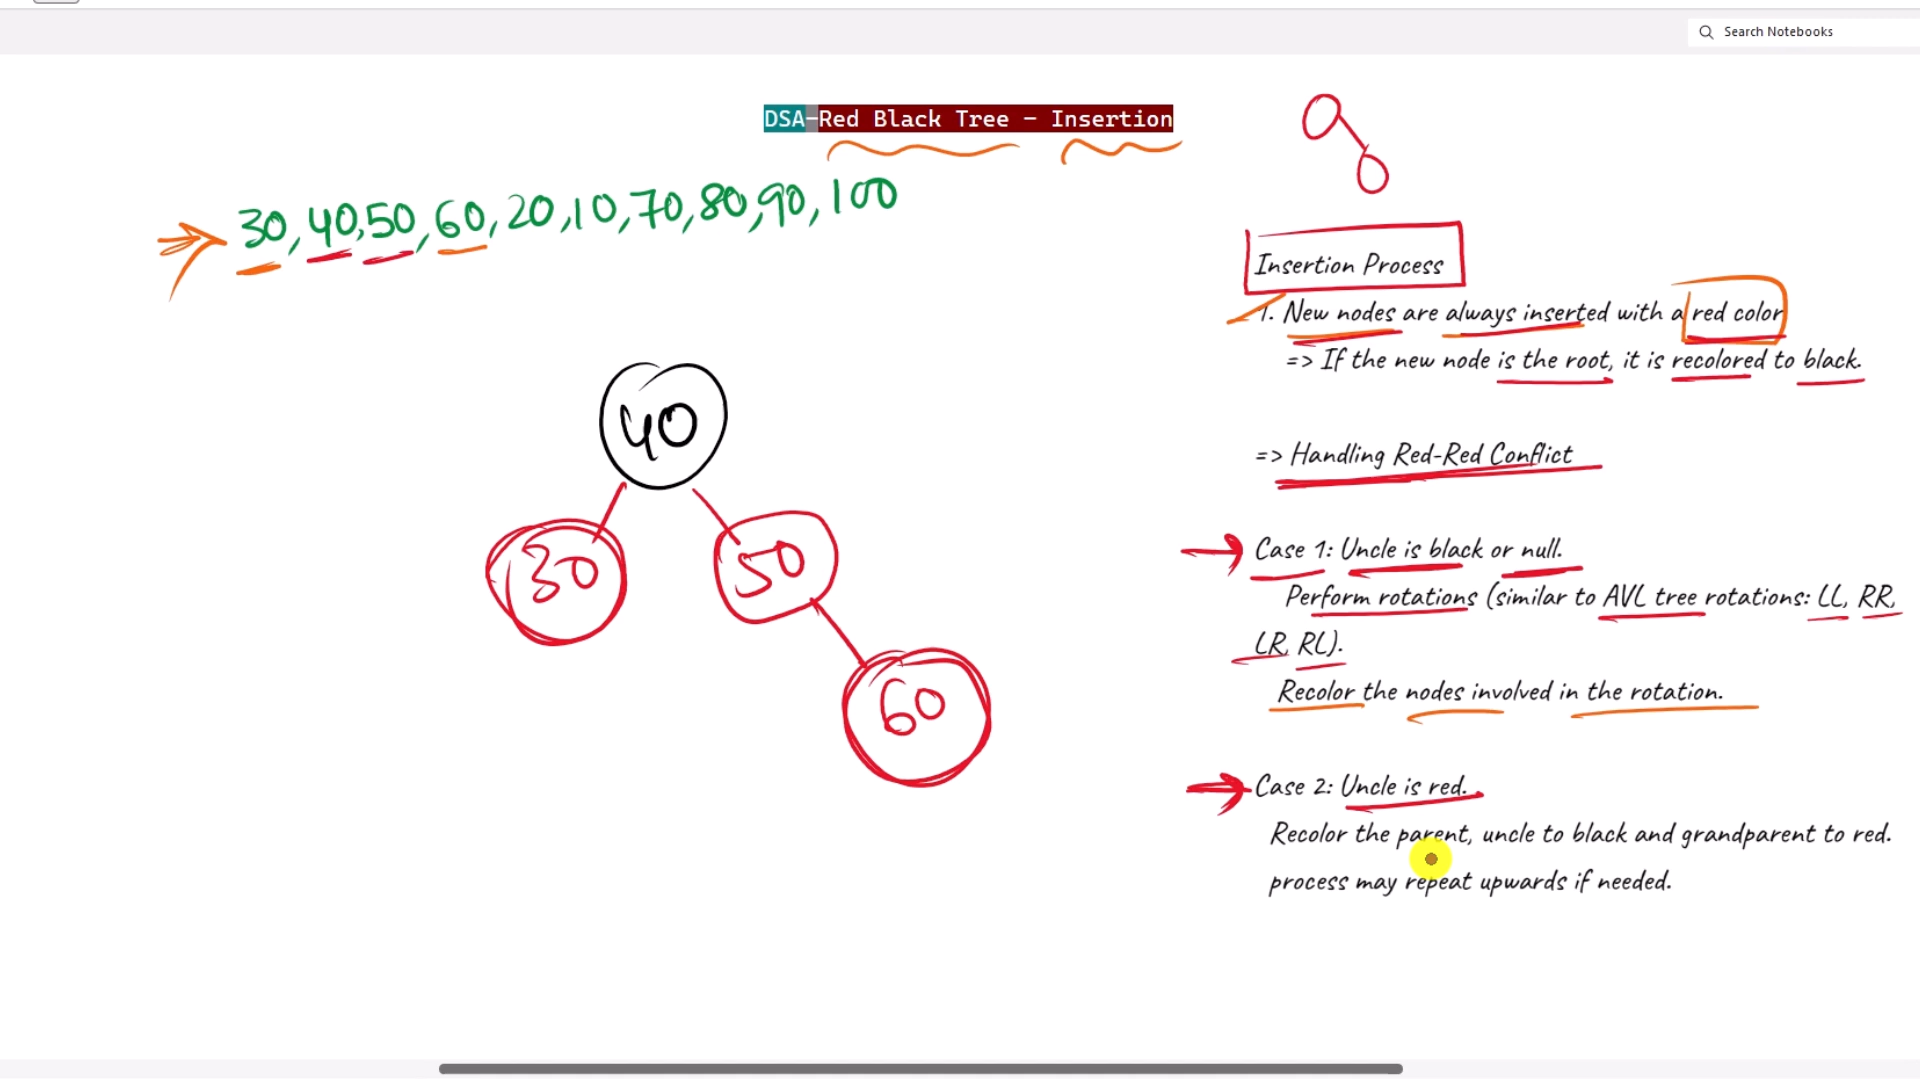 Search Notebooks
DSA-Red Black Tree - Insertion
30, 40, 50, 60, 20, 10, 70, 80, 90, 100
40
30
50
60
Insertion Process
1. New nodes are always inserted with a red color
=> If the new node is the root, it is recolored to black.
=> Handling Red-Red Conflict
Case 1: Uncle is black or null.
Perform rotations (similar to AVL tree rotations: LL, RR,
LR, RL).
Recolor the nodes involved in the rotation.
Case 2: Uncle is red.
Recolor the parent, uncle to black and grandparent to red.
process may repeat upwards if needed.